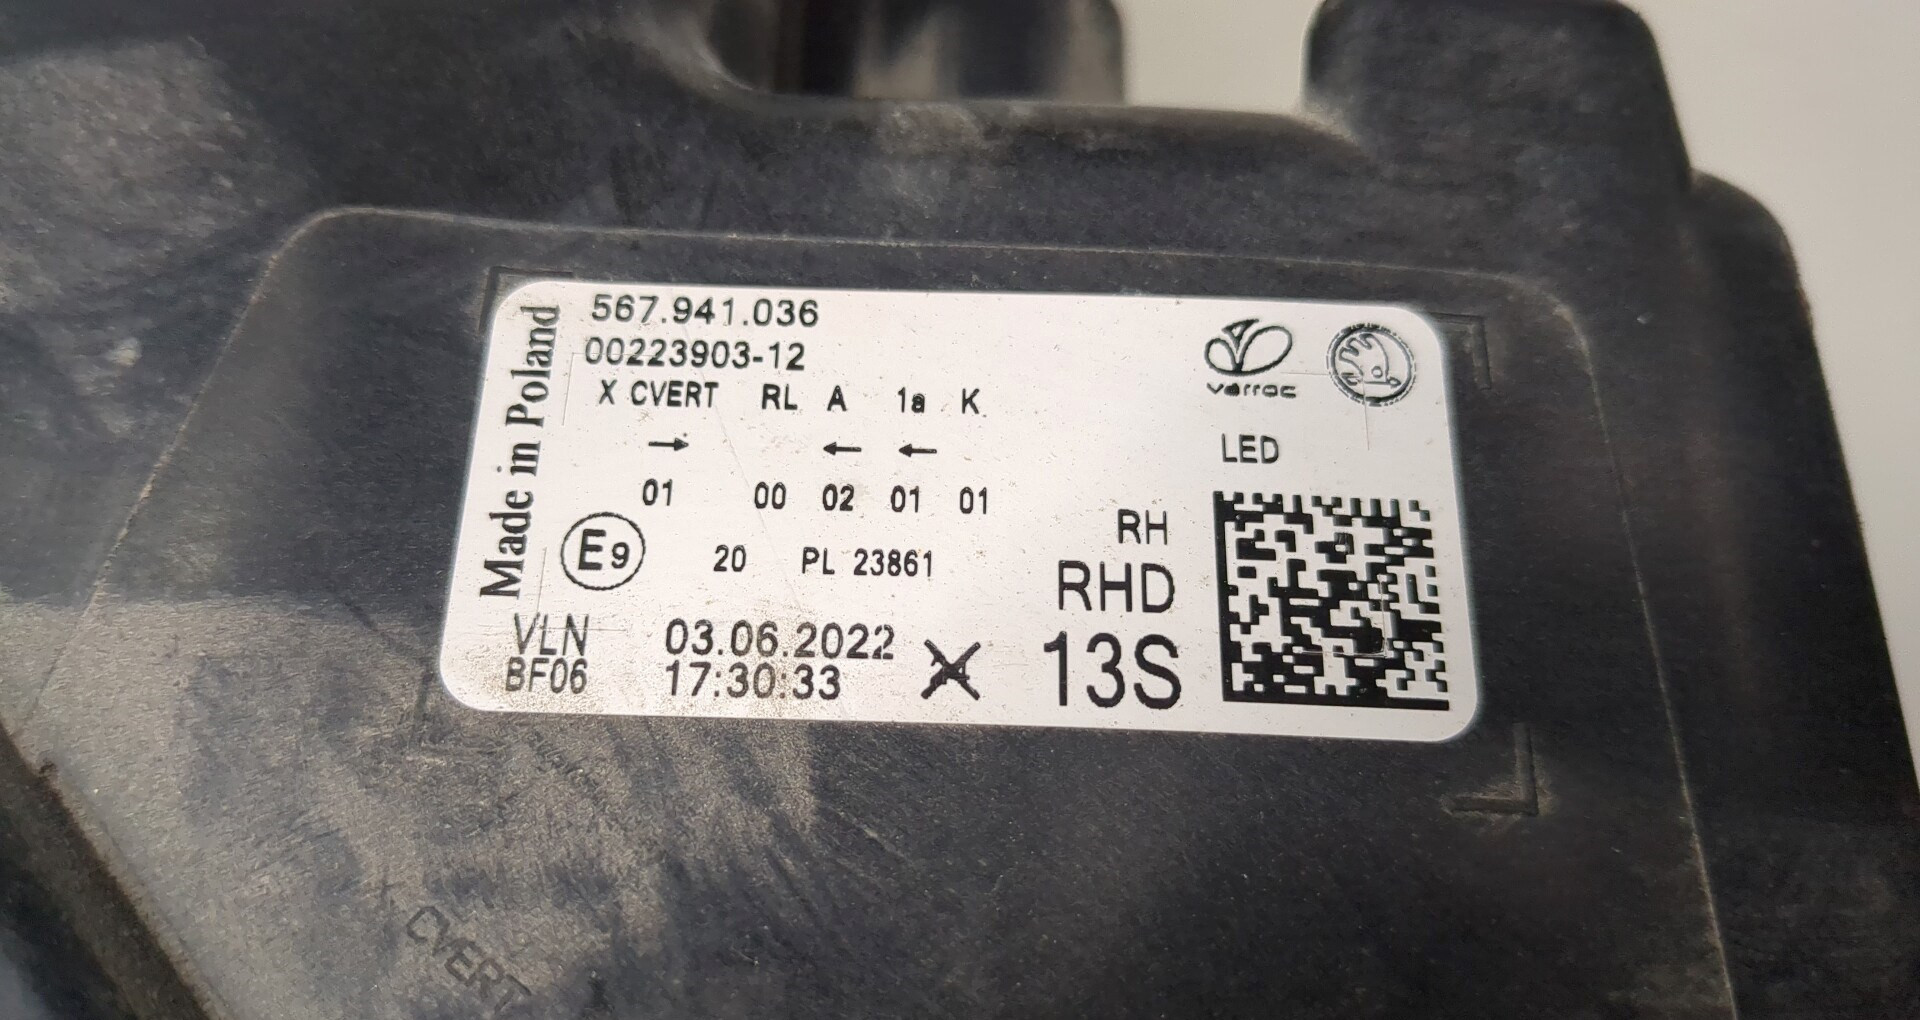 Made in Poland
567.941.036
00223903-12
X CVERT RL A 1a K
→ ← ←
01 00 02 01 01
E9 20 PL 23861
VLN 03.06.2022
BF06 17:30:33
varroc
LED
RH
RHD
13S
CVERT